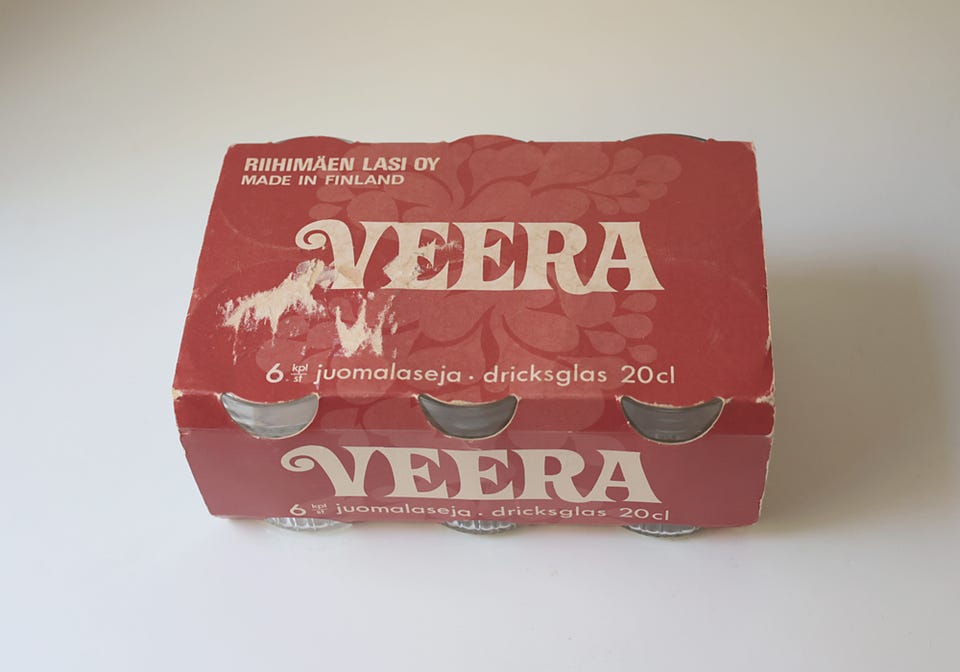 RIIHIMÄEN LASI OY
MADE IN FINLAND
VEERA
6 kpl st juomalaseja · dricksglas 20cl
VEERA
6 kpl st juomalaseja · dricksglas 20cl